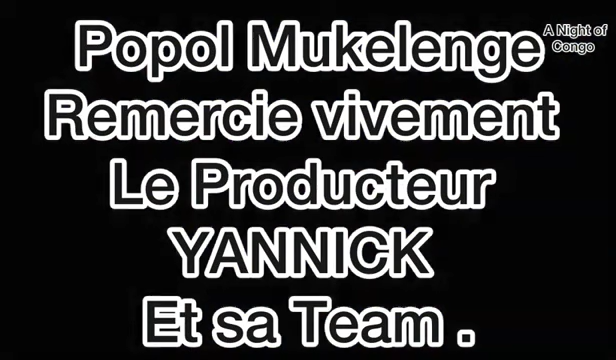 Popol Mukelenge
A Night of
Congo
Remercie vivement
Le Producteur
YANNICK
Et sa Team .